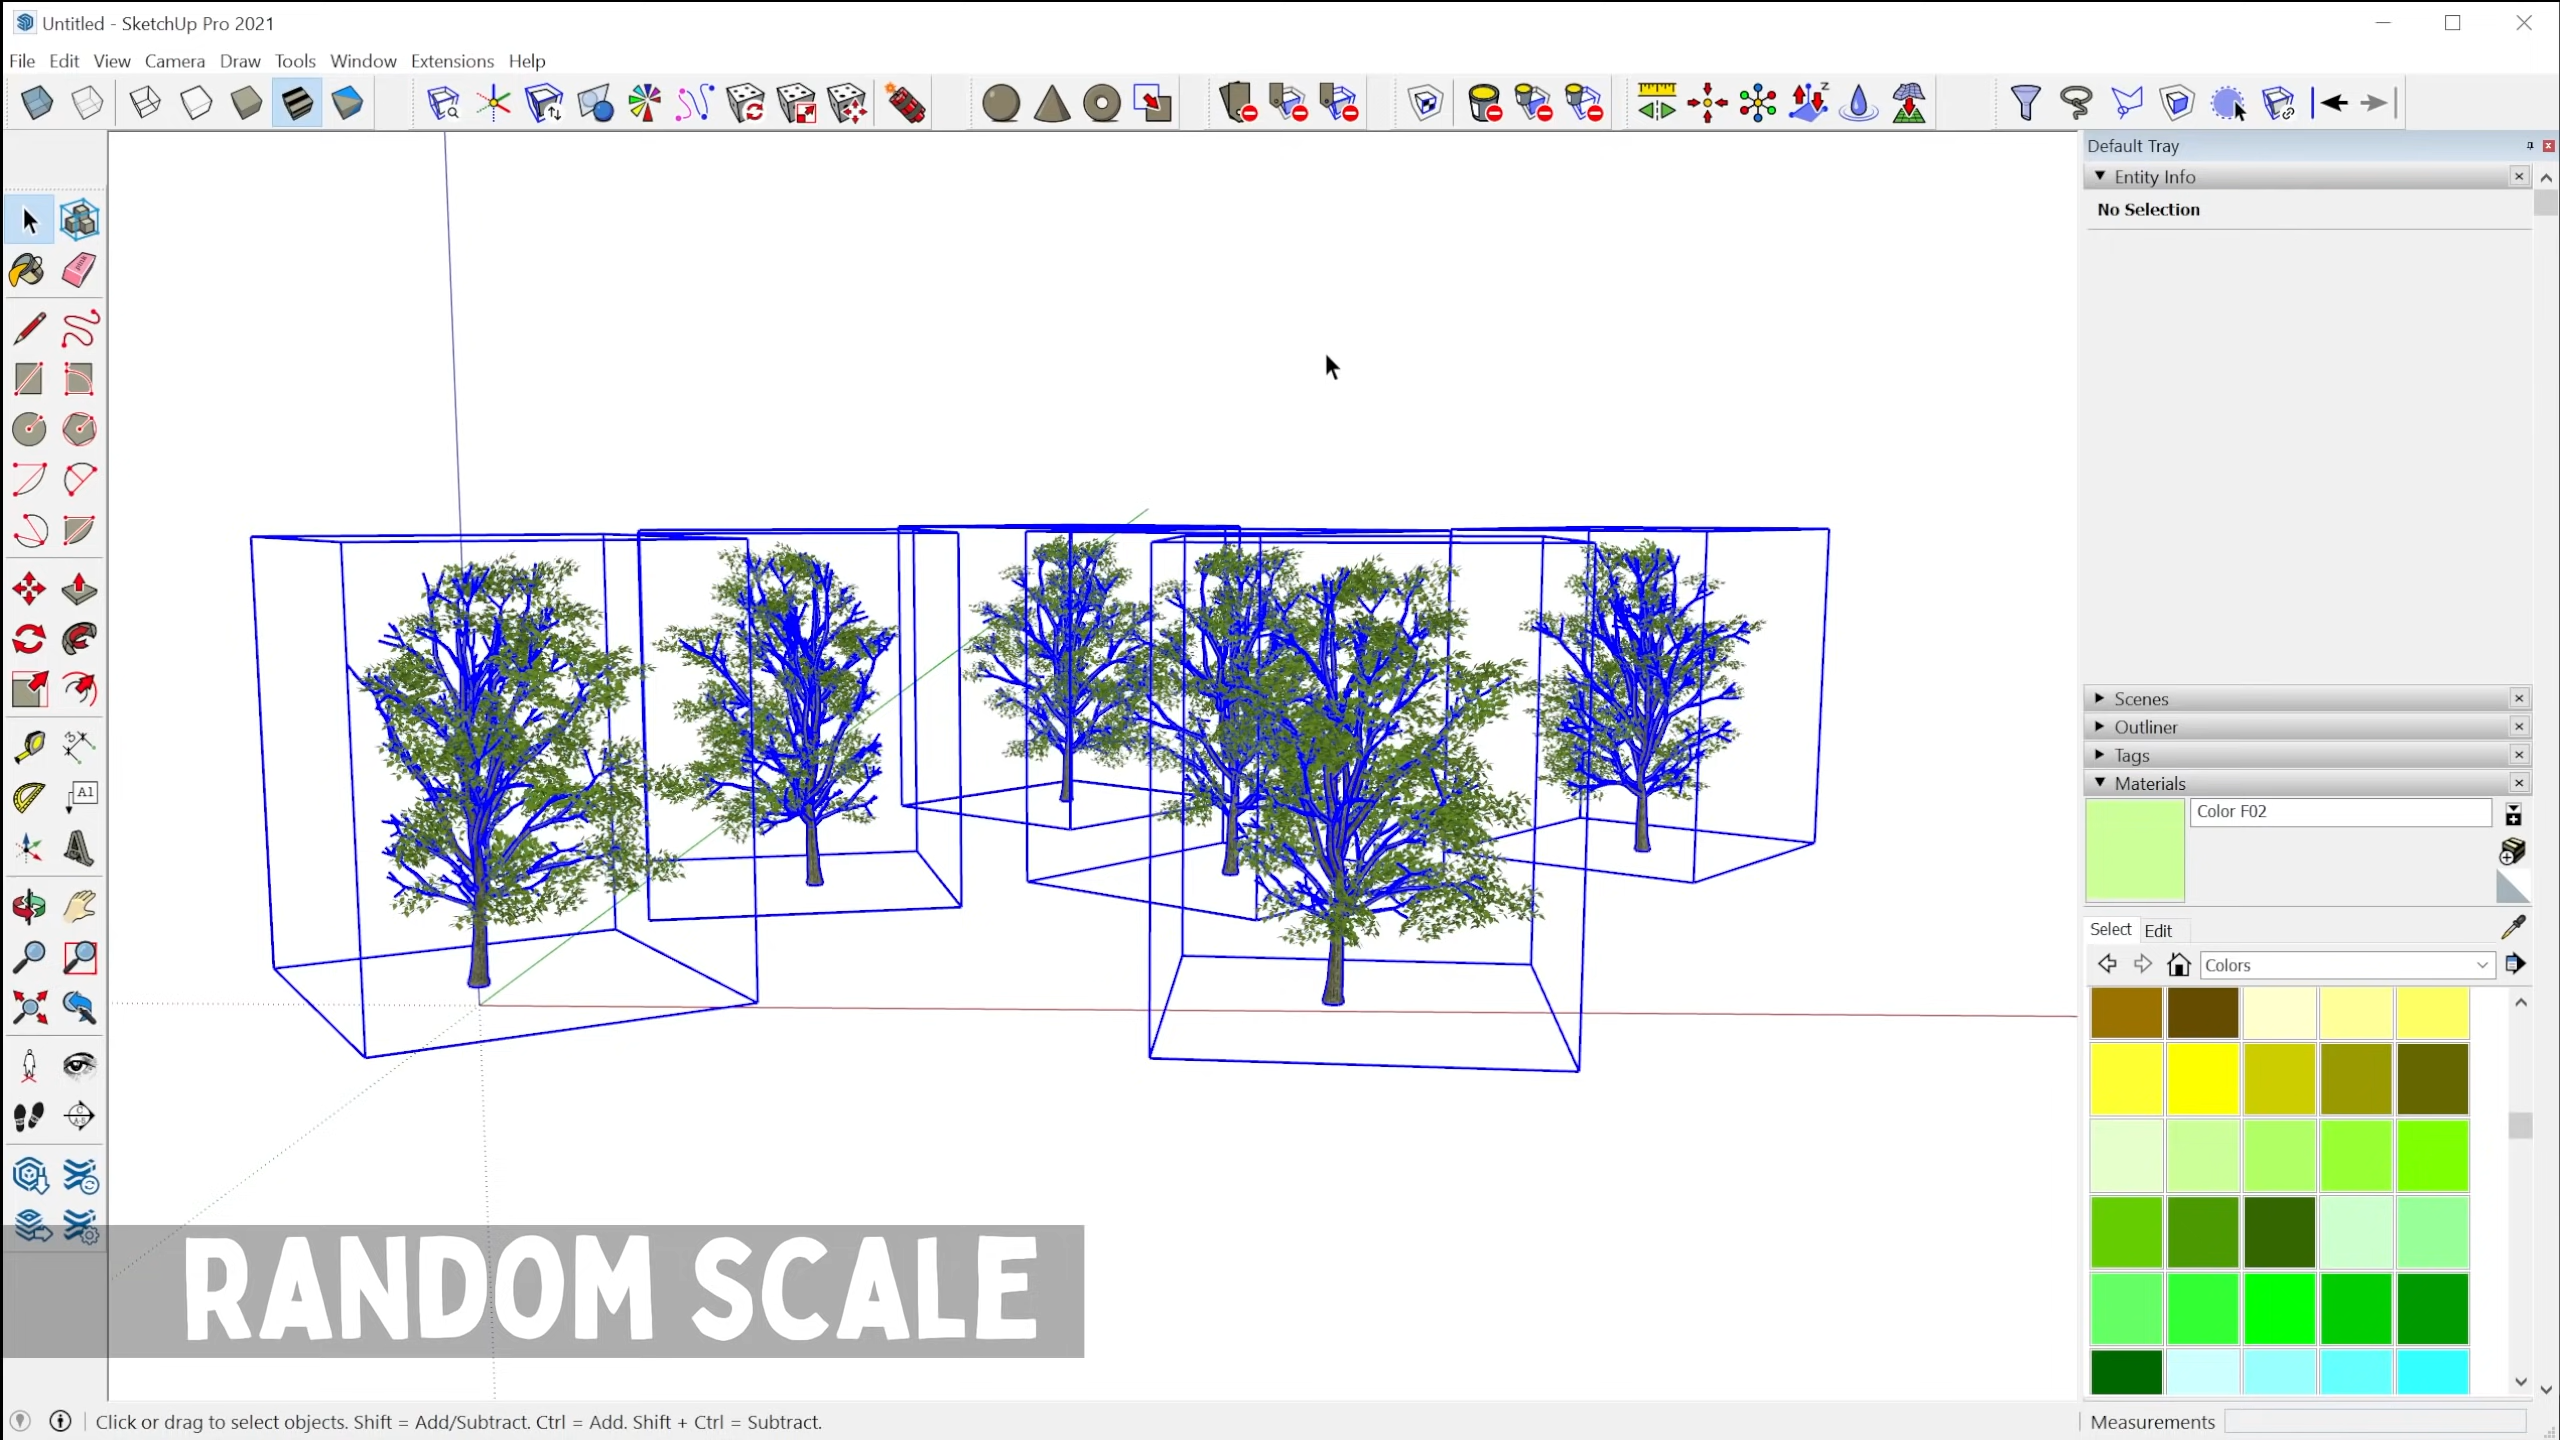 Untitled - SketchUp Pro 2021
File Edit View Camera Draw Tools Window Extensions Help
Default Tray
Entity Info
No Selection
Scenes
Outliner
Tags
Materials
Color F02
Select Edit
Colors
A1
RANDOM SCALE
Click or drag to select objects. Shift = Add/Subtract. Ctrl = Add. Shift + Ctrl = Subtract.
Measurements